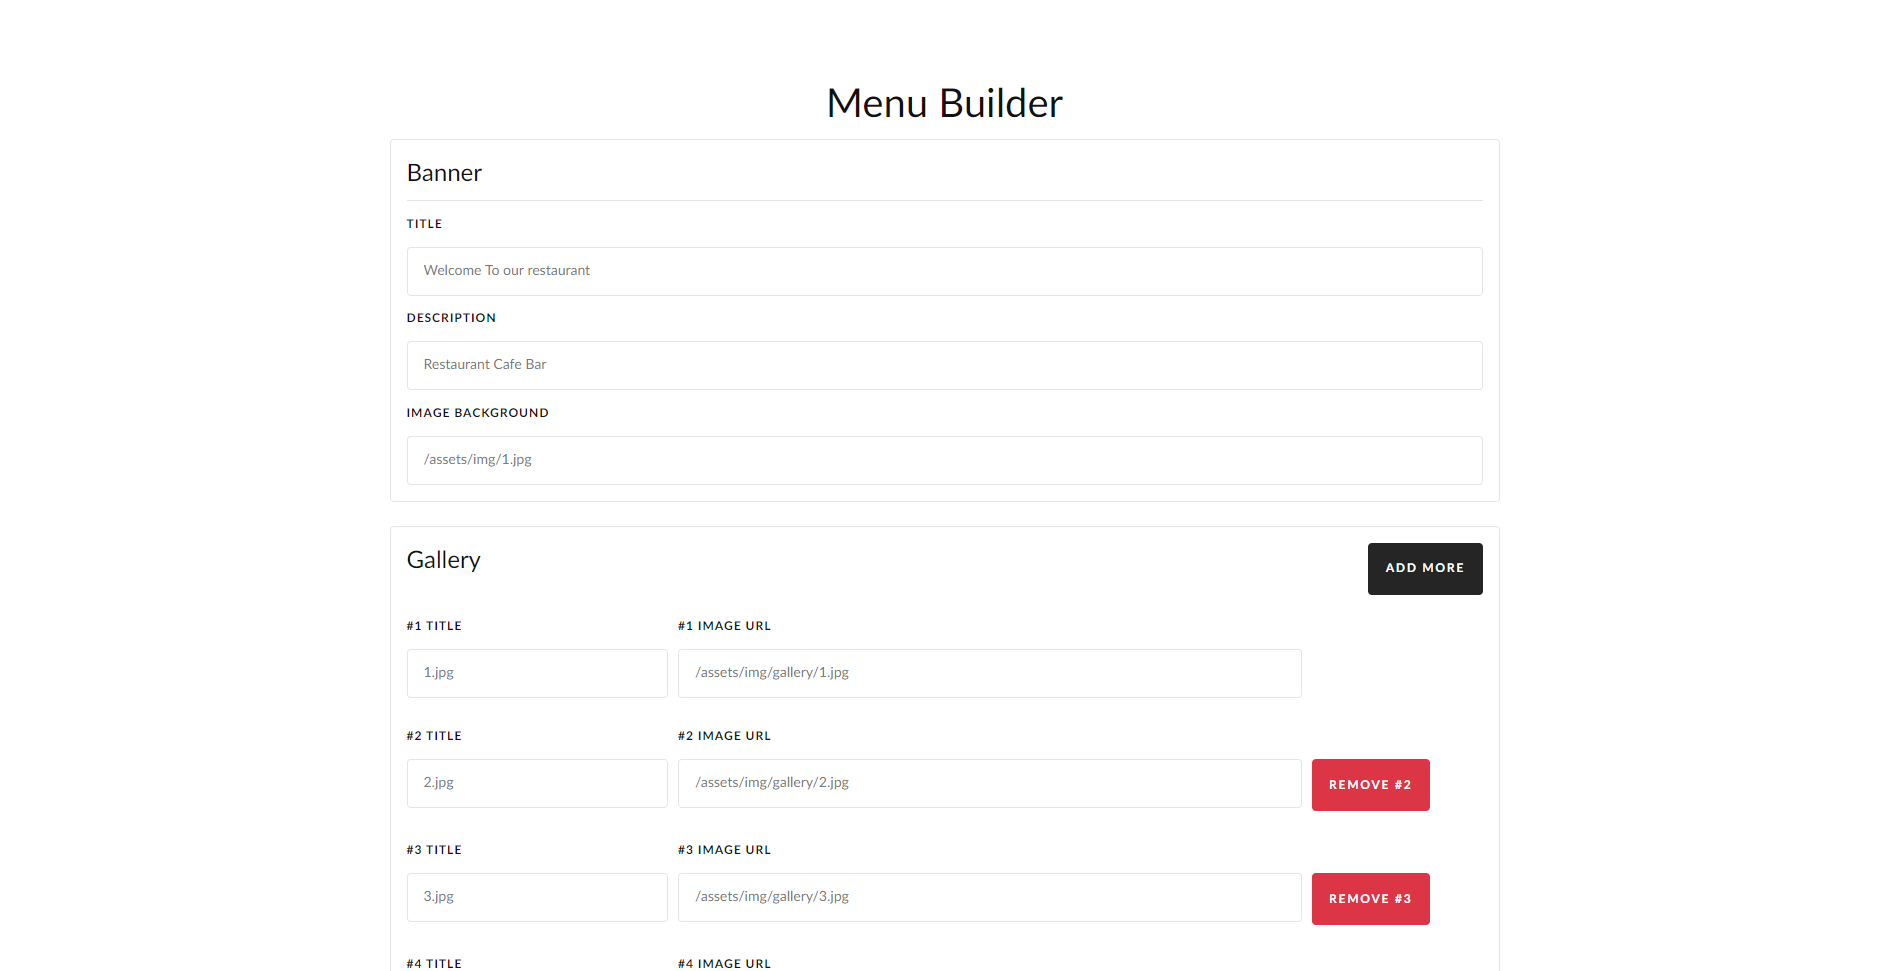 Menu Builder
Banner
TITLE
Welcome To our restaurant
DESCRIPTION
Restaurant Cafe Bar
IMAGE BACKGROUND
/assets/img/1.jpg
Gallery
ADD MORE
#1 TITLE #1 IMAGE URL
1.jpg /assets/img/gallery/1.jpg
#2 TITLE #2 IMAGE URL
2.jpg /assets/img/gallery/2.jpg REMOVE #2
#3 TITLE #3 IMAGE URL
3.jpg /assets/img/gallery/3.jpg REMOVE #3
#4 TITLE #4 IMAGE URL